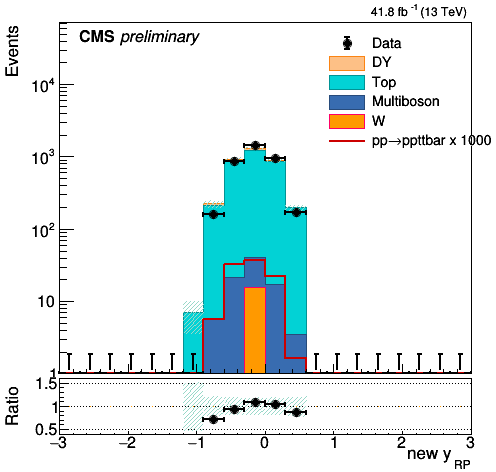 41.8 fb⁻¹ (13 TeV)
CMS preliminary
Events
Data
DY
Top
Multiboson
W
pp→ppttbar x 1000
10⁴
10³
10²
10
1
Ratio
1.5
1
0.5
−3 −2 −1 0 1 2 3
new y_RP